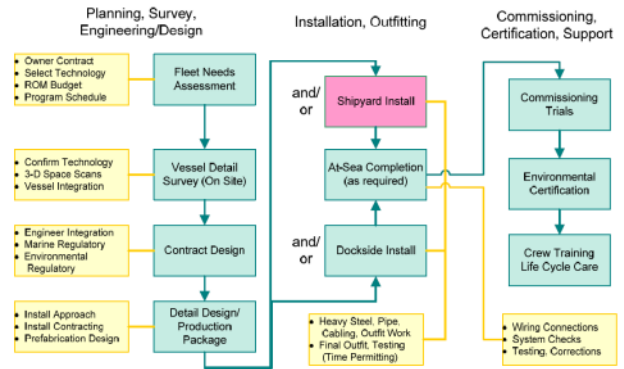 Planning, Survey,
Engineering/Design
Installation, Outfitting
Commissioning,
Certification, Support
• Owner Contract
• Select Technology
• ROM Budget
• Program Schedule
Fleet Needs
Assessment
• Confirm Technology
• 3-D Space Scans
• Vessel Integration
Vessel Detail
Survey (On Site)
• Engineer Integration
• Marine Regulatory
• Environmental
Regulatory
Contract Design
• Install Approach
• Install Contracting
• Prefabrication Design
Detail Design/
Production
Package
and/
or
Shipyard Install
At-Sea Completion
(as required)
and/
or
Dockside Install
• Heavy Steel, Pipe,
Cabling, Outfit Work
• Final Outfit, Testing
(Time Permitting)
Commissioning
Trials
Environmental
Certification
Crew Training
Life Cycle Care
• Wiring Connections
• System Checks
• Testing, Corrections